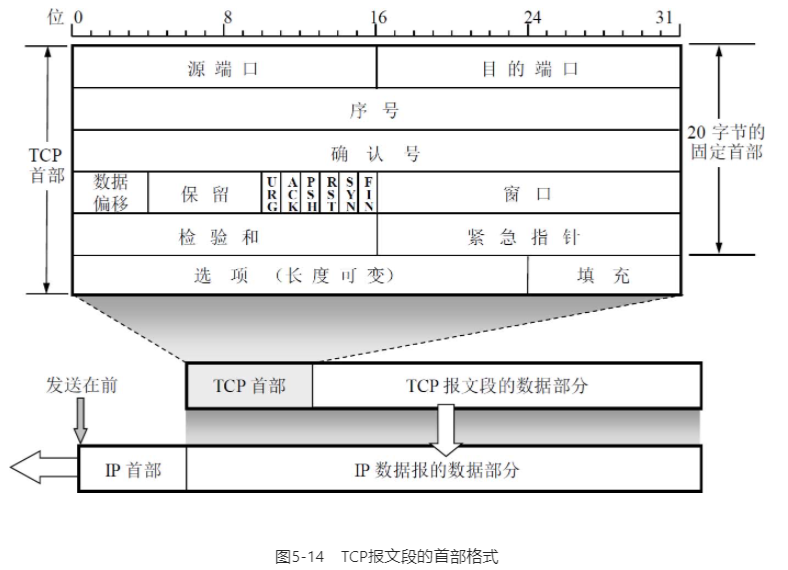 位 0 8 16 24 31
源 端 口 目 的 端 口
序 号
确 认 号
TCP
首部
20 字节的
固定首部
数据
偏移
保 留
URG
ACK
PSH
RST
SYN
FIN
窗 口
检 验 和 紧 急 指 针
选 项 （长 度 可 变） 填 充
TCP 首部 TCP 报文段的数据部分
发送在前
IP 首部 IP 数据报的数据部分
图5-14 TCP报文段的首部格式